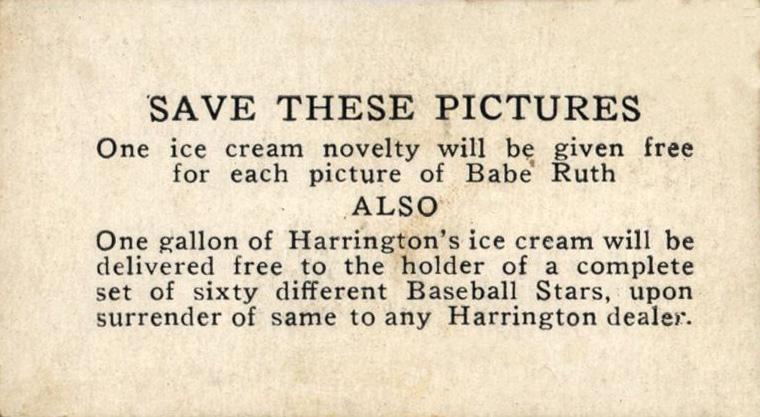 SAVE THESE PICTURES
One ice cream novelty will be given free
for each picture of Babe Ruth
ALSO
One gallon of Harrington's ice cream will be
delivered free to the holder of a complete
set of sixty different Baseball Stars, upon
surrender of same to any Harrington dealer.